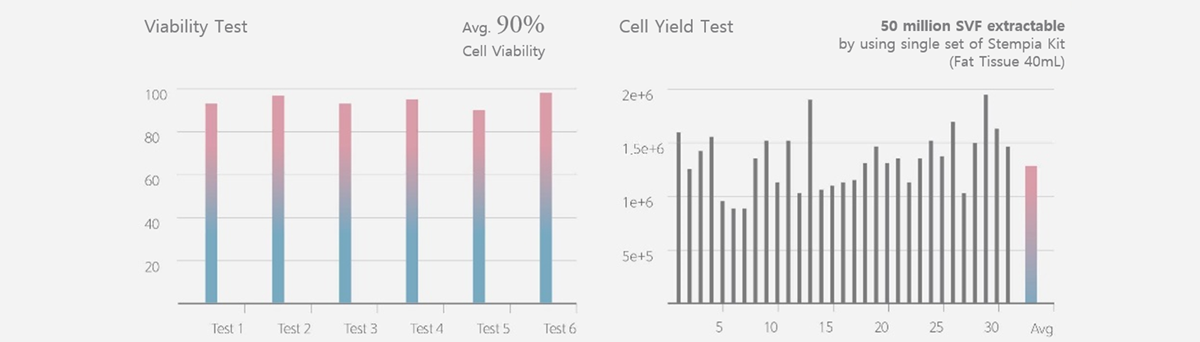 Viability Test
Avg. 90%
Cell Viability
100
80
60
40
20
Test 1 Test 2 Test 3 Test 4 Test 5 Test 6
Cell Yield Test
50 million SVF extractable
by using single set of Stempia Kit
(Fat Tissue 40mL)
2e+6
1.5e+6
1e+6
5e+5
5 10 15 20 25 30 Avg